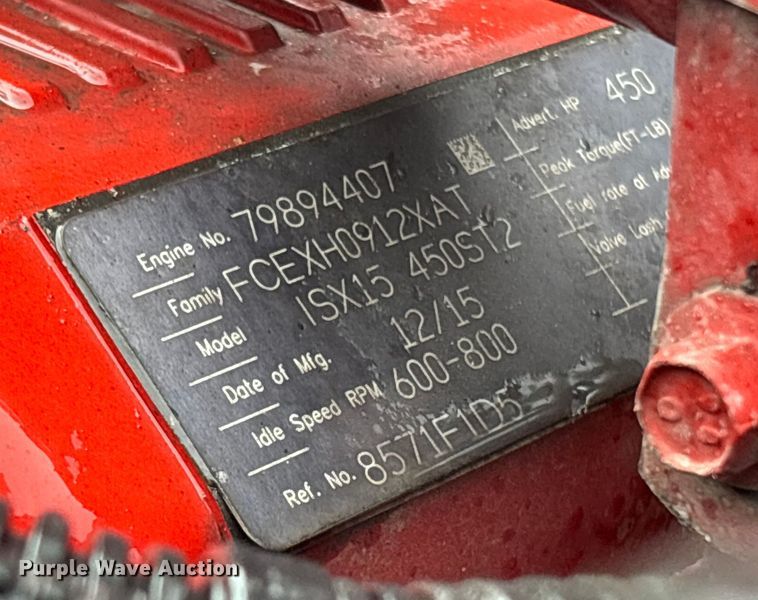 Engine No. 79894407
Family FCEXH0912XAT
Model ISX15 450ST2
Date of Mfg. 12/15
Idle Speed RPM 600-800
Ref. No. 8571F1D5
Advert. HP 450
Peak Torque(FT-LB)
Fuel rate at
Valve Lash
Purple Wave Auction